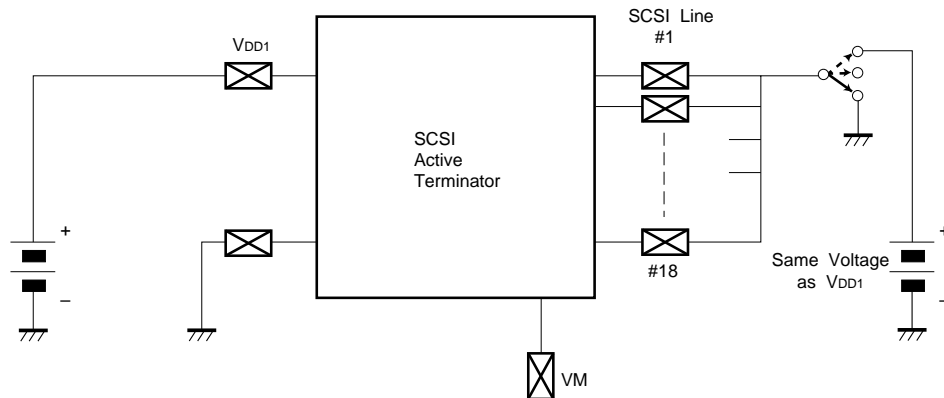 SCSI Line
#1
VDD1
SCSI
Active
Terminator
+
+
Same Voltage
as VDD1
#18
−
−
VM